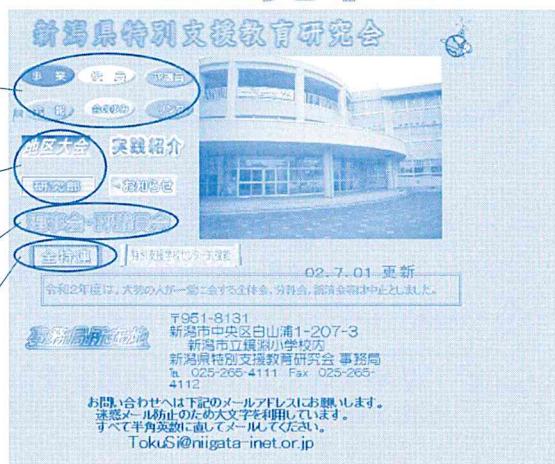 新潟県特別支援教育研究会
事業 役員
地区大会 実践紹介
研究部 お知らせ
全特連
02.7.01 更新
令和2年度は、大勢の人が一堂に会する全体会、分科会、総会等は中止としました。
事務局所在地
〒951-8131
新潟市中央区白山浦1-207-3
新潟市立鏡淵小学校内
新潟県特別支援教育研究会 事務局
℡ 025-265-4111 Fax 025-265-
4112
お問い合わせへは下記のメールアドレスにお願いします。
迷惑メール防止のため大文字を利用しています。
すべて半角英数に直してメールしてください。
TokuSi@niigata-inet.or.jp